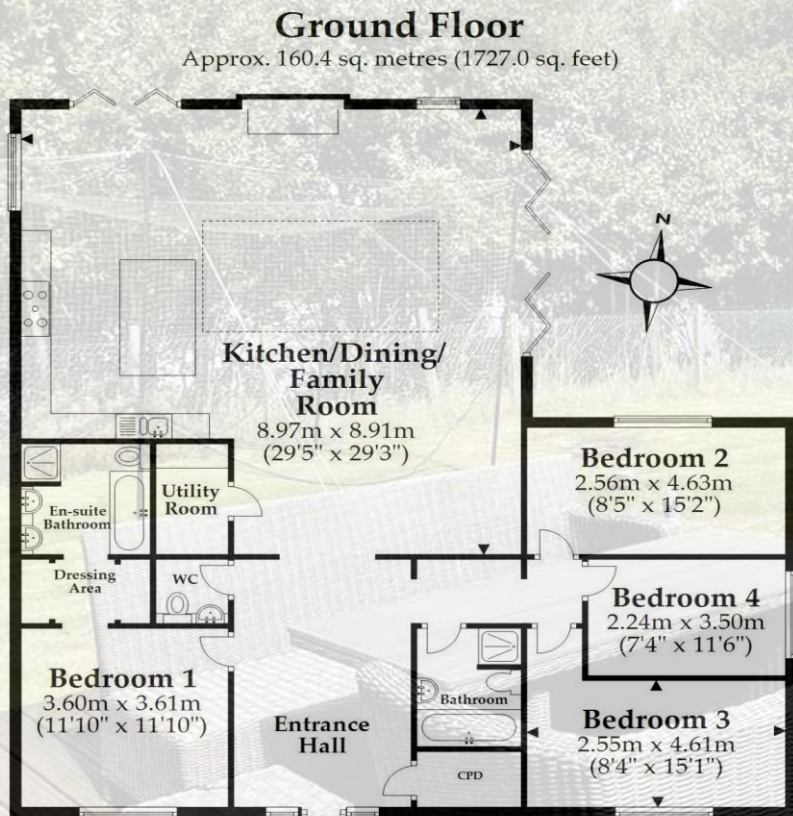 Ground Floor
Approx. 160.4 sq. metres (1727.0 sq. feet)
N
Kitchen/Dining/
Family
Room
8.97m x 8.91m
(29'5" x 29'3")
Bedroom 2
2.56m x 4.63m
(8'5" x 15'2")
En-suite
Bathroom
Utility
Room
Dressing
Area
WC
Bedroom 4
2.24m x 3.50m
(7'4" x 11'6")
Bedroom 1
3.60m x 3.61m
(11'10" x 11'10")
Entrance
Hall
Bathroom
Bedroom 3
2.55m x 4.61m
(8'4" x 15'1")
CPD